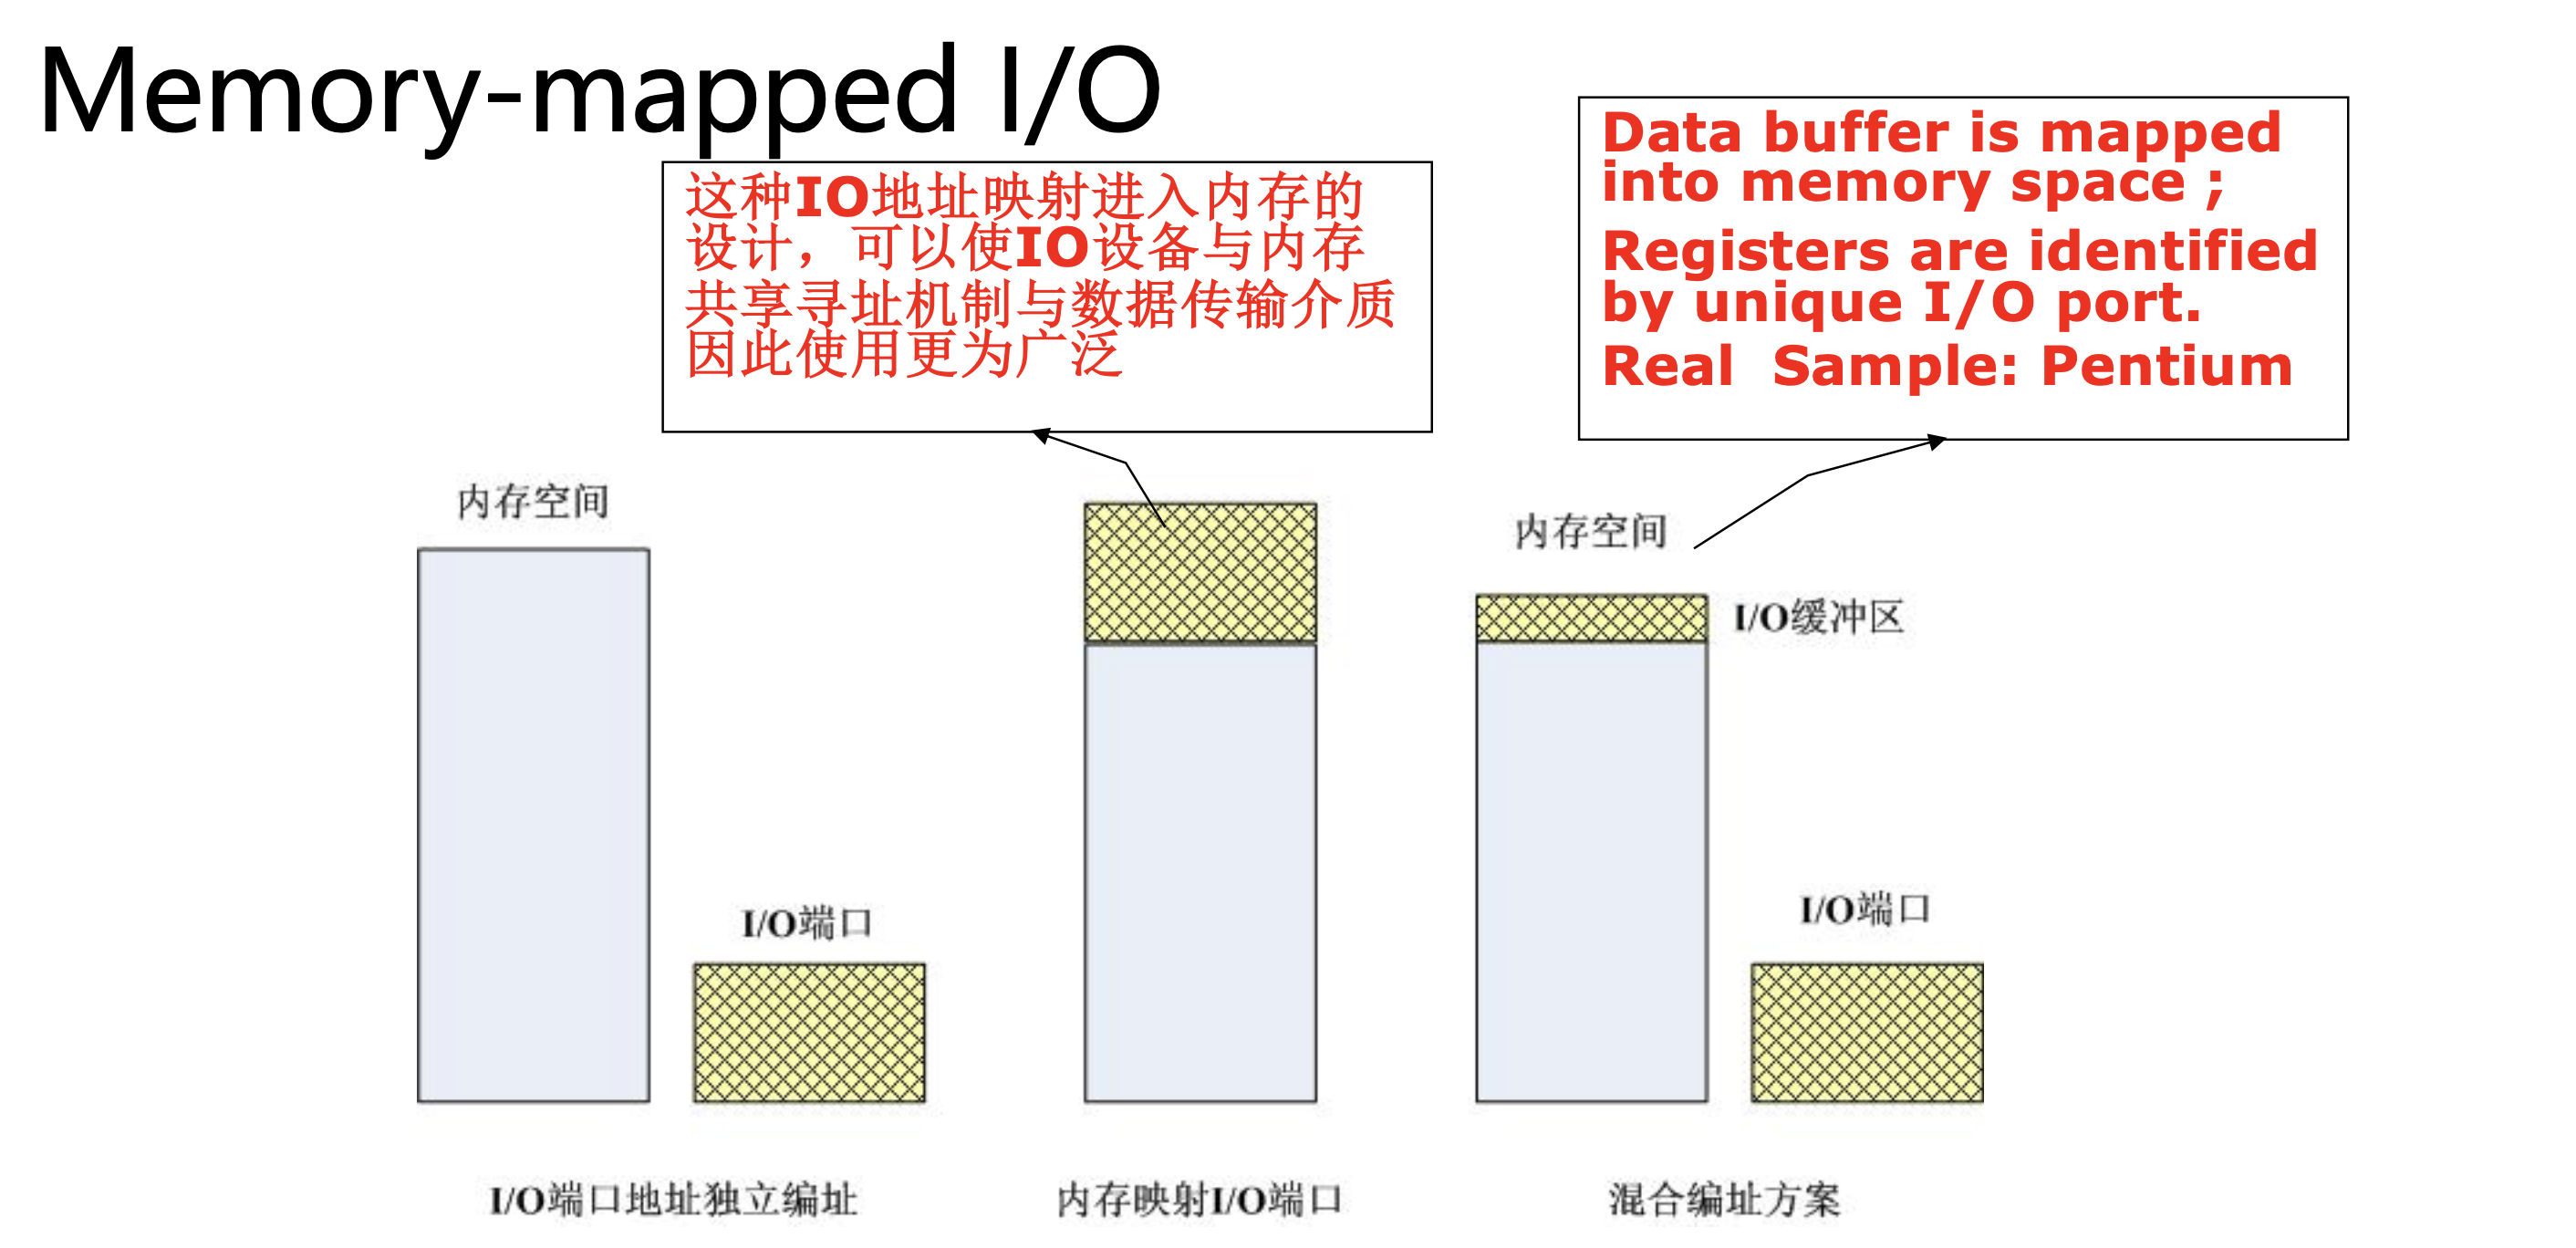 Memory-mapped I/O
这种IO地址映射进入内存的
设计，可以使IO设备与内存
共享寻址机制与数据传输介质
因此使用更为广泛
Data buffer is mapped
into memory space ;
Registers are identified
by unique I/O port.
Real  Sample: Pentium
内存空间
I/O端口
I/O端口地址独立编址
内存映射I/O端口
内存空间
I/O缓冲区
I/O端口
混合编址方案